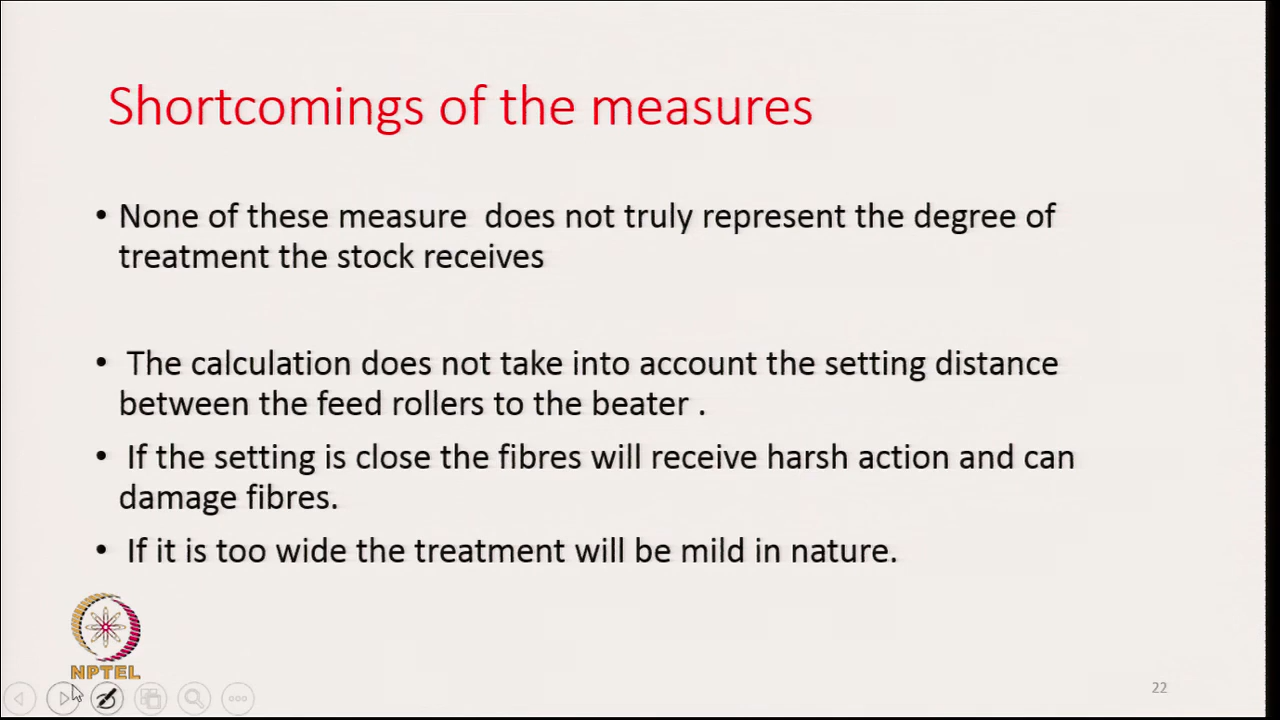 Shortcomings of the measures
• None of these measure does not truly represent the degree of
treatment the stock receives
• The calculation does not take into account the setting distance
between the feed rollers to the beater .
• If the setting is close the fibres will receive harsh action and can
damage fibres.
• If it is too wide the treatment will be mild in nature.
NPTEL
22